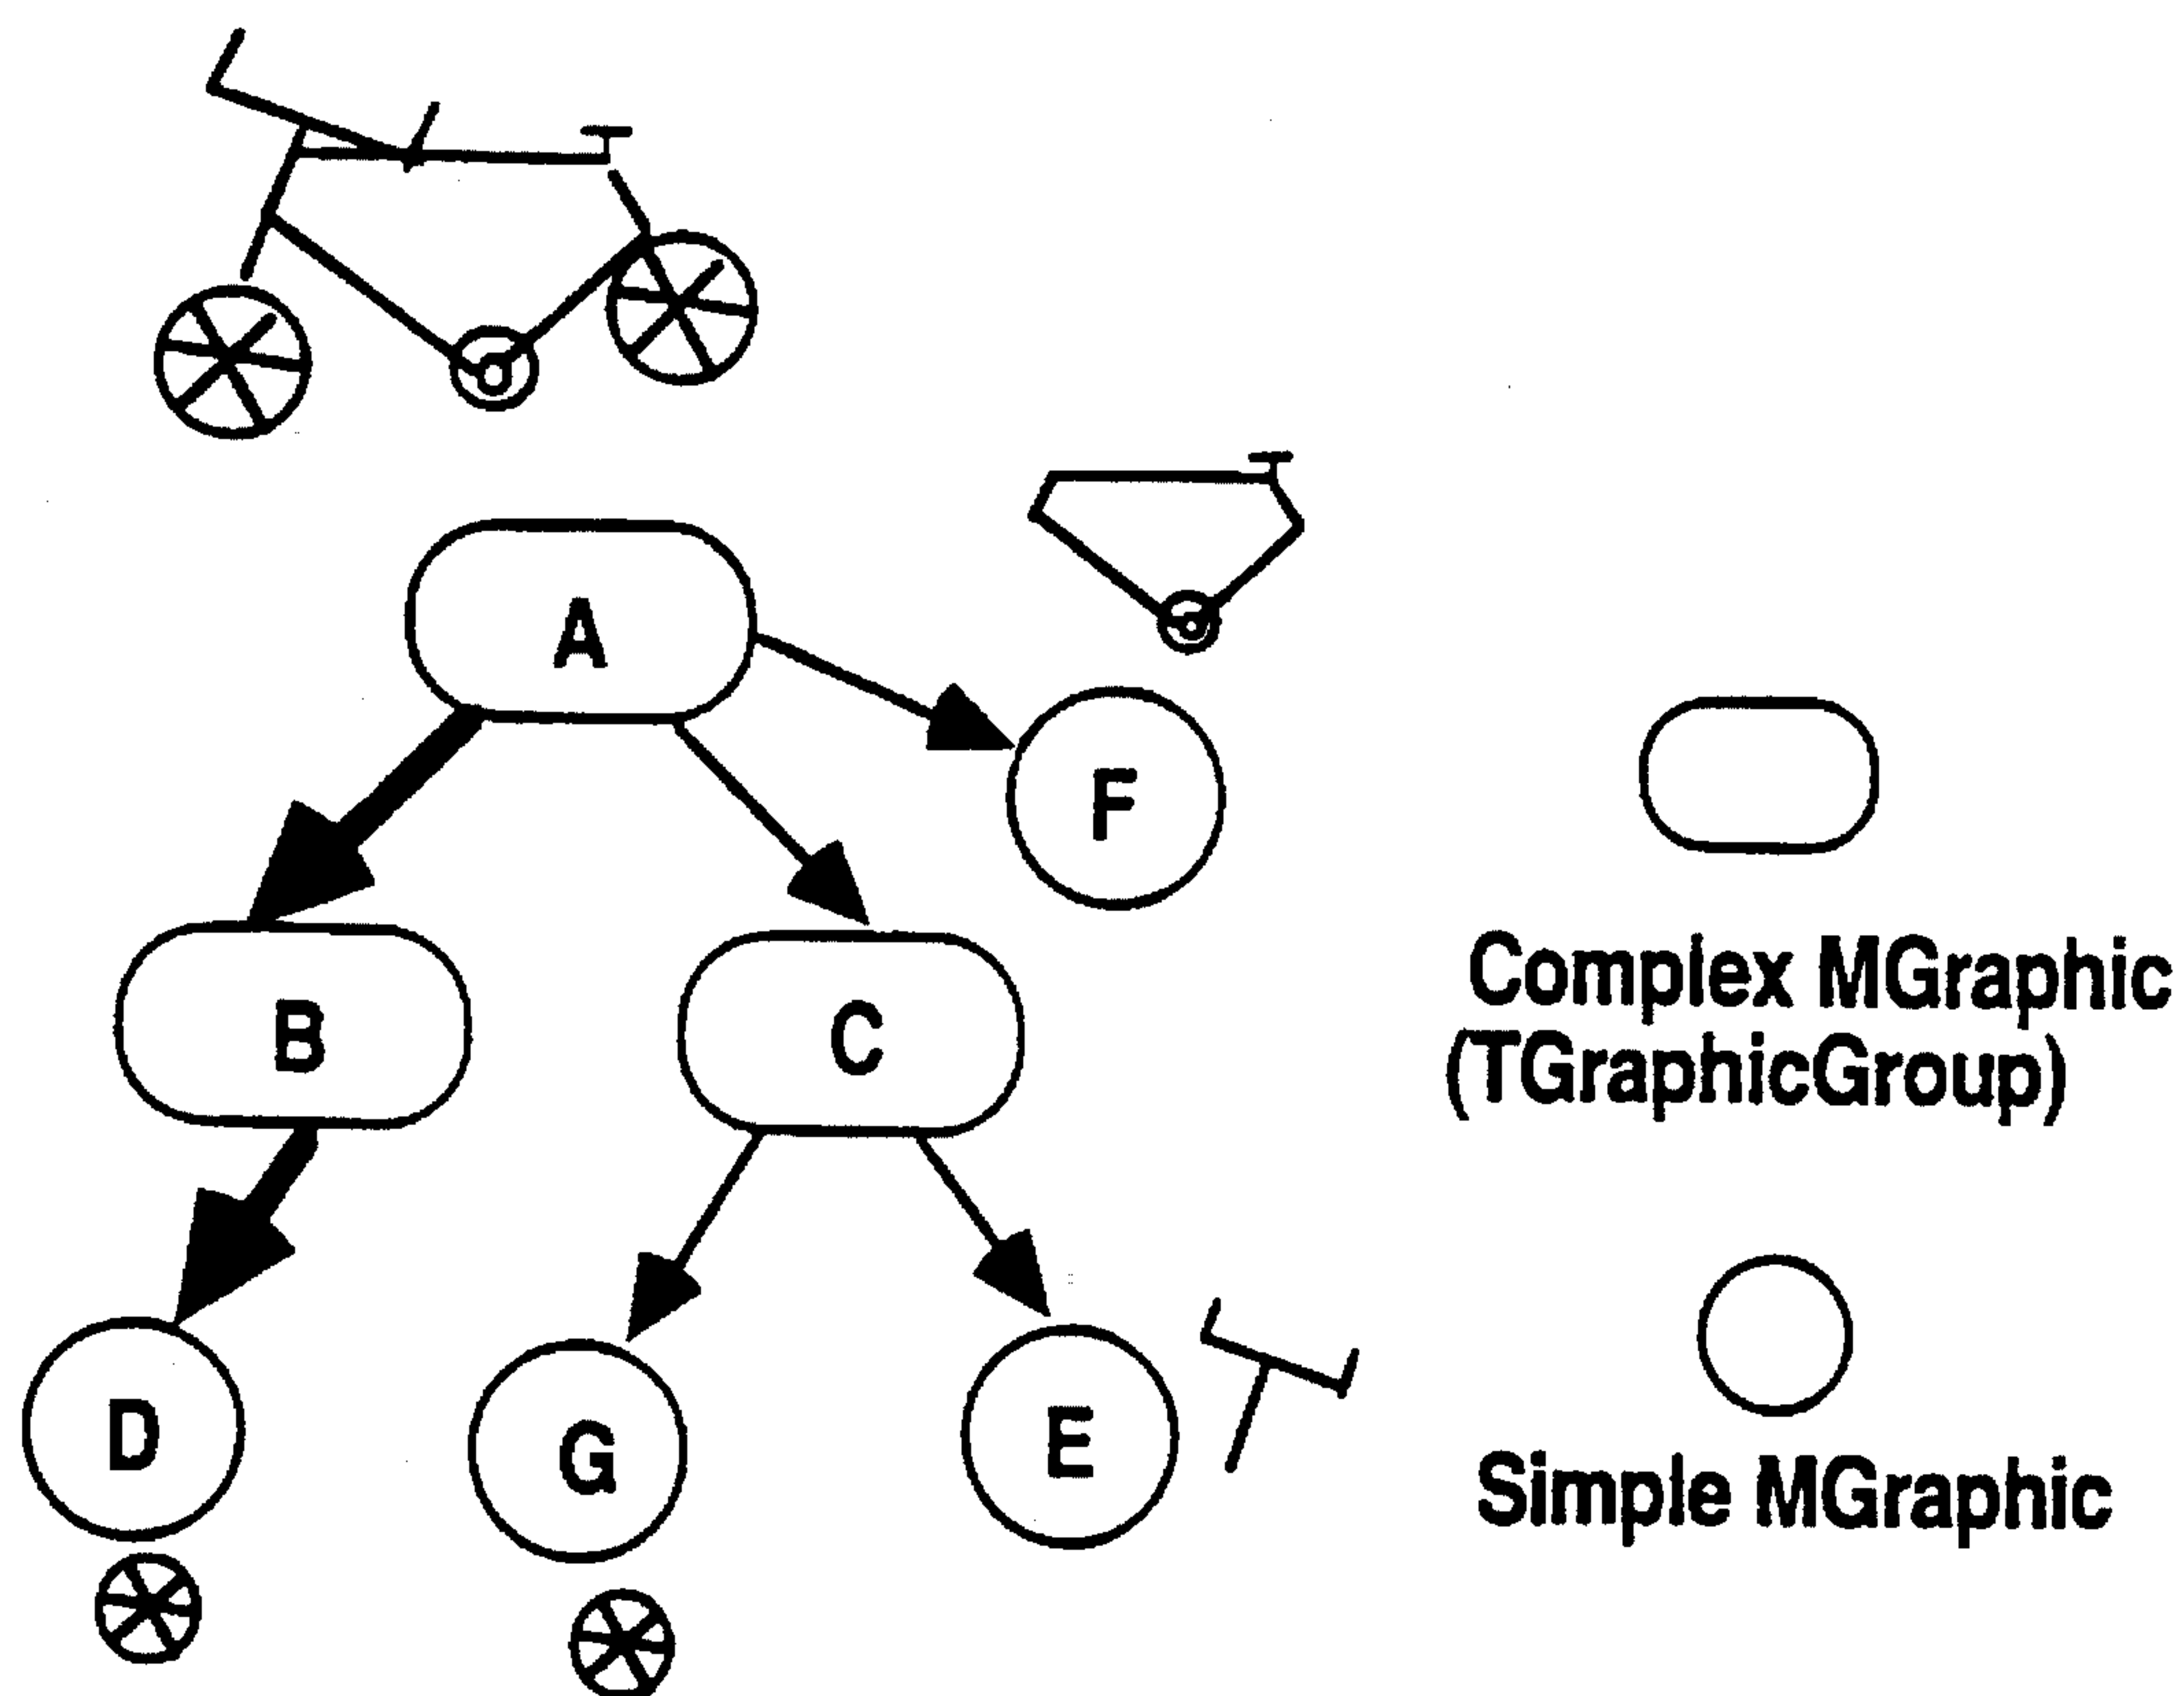 A
F
B
C
Complex MGraphic
(TGraphicGroup)
D
G
E
Simple MGraphic